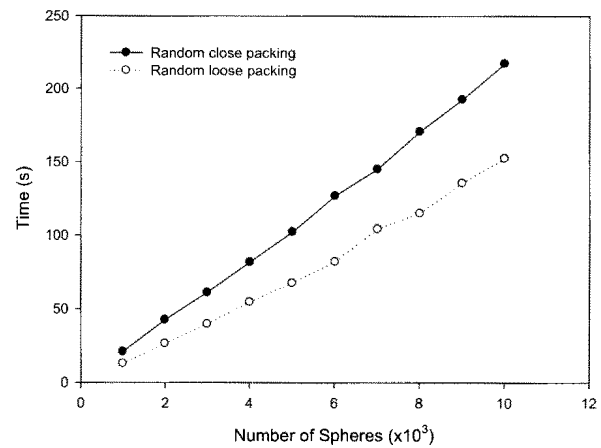 250
200
150
100
50
0
Time (s)
Random close packing
Random loose packing
0 2 4 6 8 10 12
Number of Spheres (x10³)